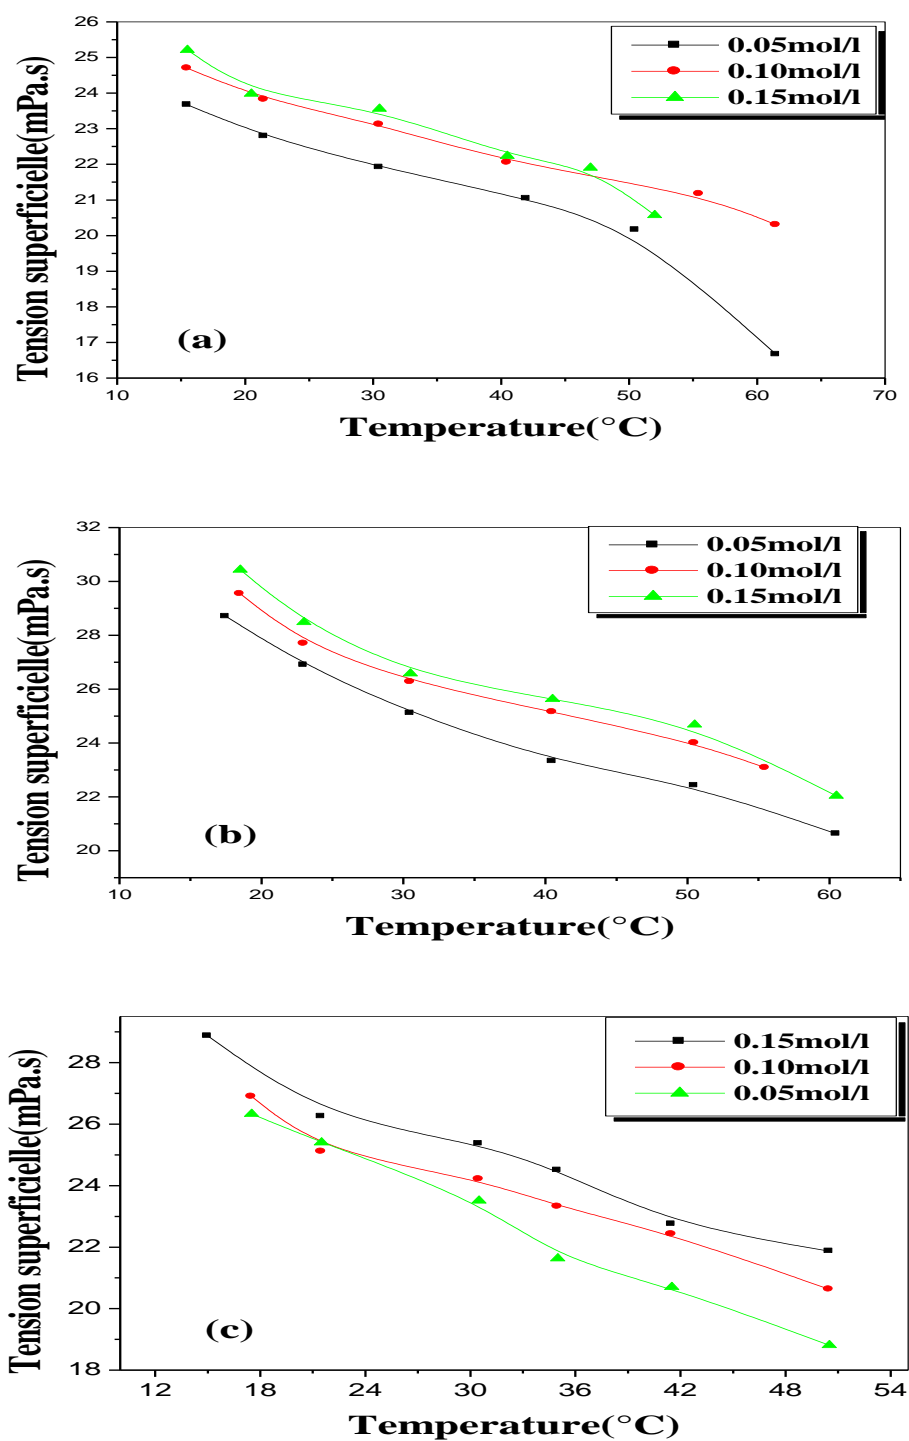 26
25
24
23
22
21
20
19
18
17
16
Tension superficielle(mPa.s)
0.05mol/l
0.10mol/l
0.15mol/l
(a)
10 20 30 40 50 60 70
Temperature(°C)
32
30
28
26
24
22
20
Tension superficielle(mPa.s)
0.05mol/l
0.10mol/l
0.15mol/l
(b)
10 20 30 40 50 60
Temperature(°C)
28
26
24
22
20
18
Tension superficielle(mPa.s)
0.15mol/l
0.10mol/l
0.05mol/l
(c)
12 18 24 30 36 42 48 54
Temperature(°C)